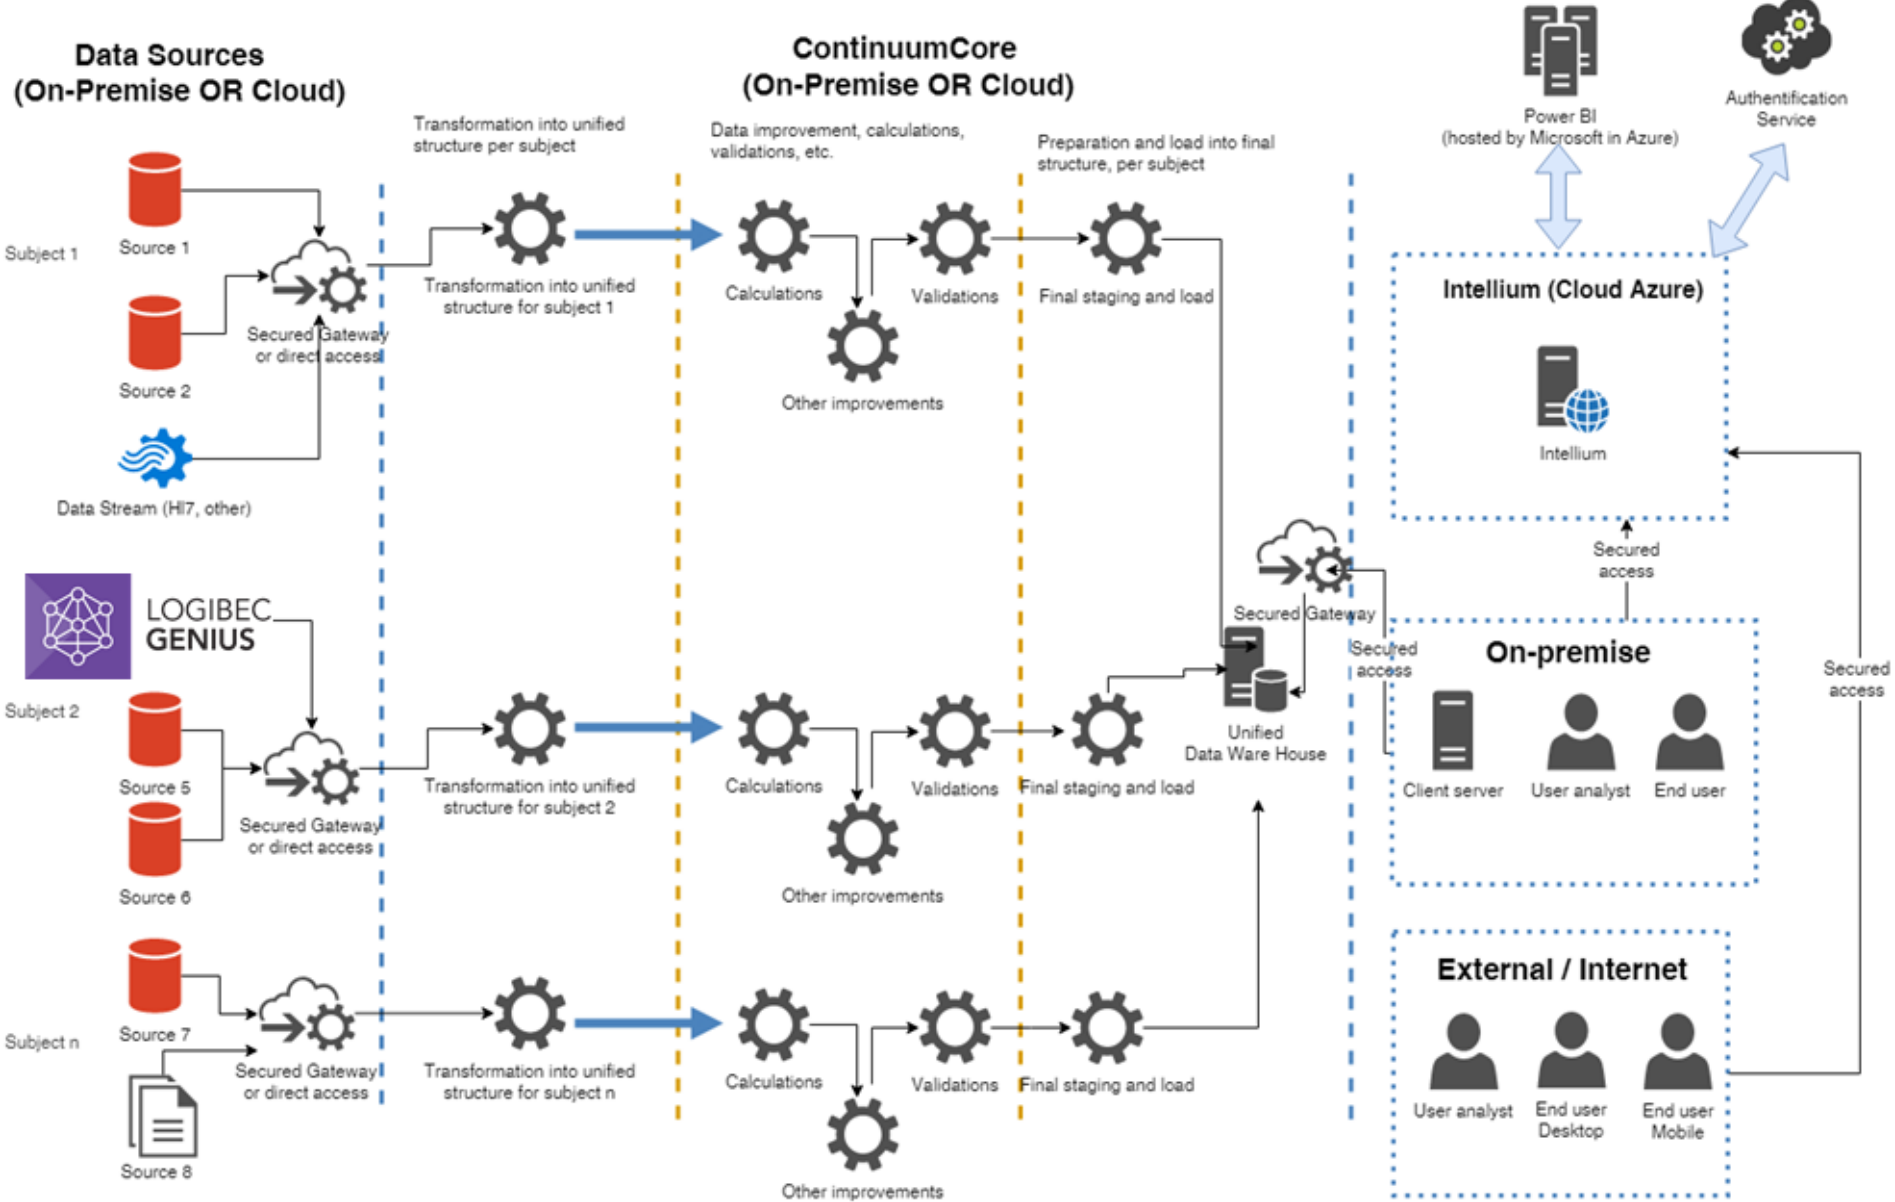 Data Sources
(On-Premise OR Cloud)
ContinuumCore
(On-Premise OR Cloud)
Power BI
(hosted by Microsoft in Azure)
Authentification
Service
Transformation into unified
structure per subject
Data improvement, calculations,
validations, etc.
Preparation and load into final
structure, per subject
Subject 1
Source 1
Source 2
Secured Gateway
or direct access
Data Stream (Hl7, other)
Transformation into unified
structure for subject 1
Calculations
Other improvements
Validations
Final staging and load
Intellium (Cloud Azure)
Intellium
Secured
access
LOGIBEC
GENIUS
Subject 2
Source 5
Source 6
Secured Gateway
or direct access
Transformation into unified
structure for subject 2
Calculations
Other improvements
Validations
Final staging and load
Secured Gateway
Unified
Data Ware House
Secured
access
On-premise
Client server
User analyst
End user
Secured
access
Subject n
Source 7
Source 8
Secured Gateway
or direct access
Transformation into unified
structure for subject n
Calculations
Other improvements
Validations
Final staging and load
External / Internet
User analyst
End user
Desktop
End user
Mobile